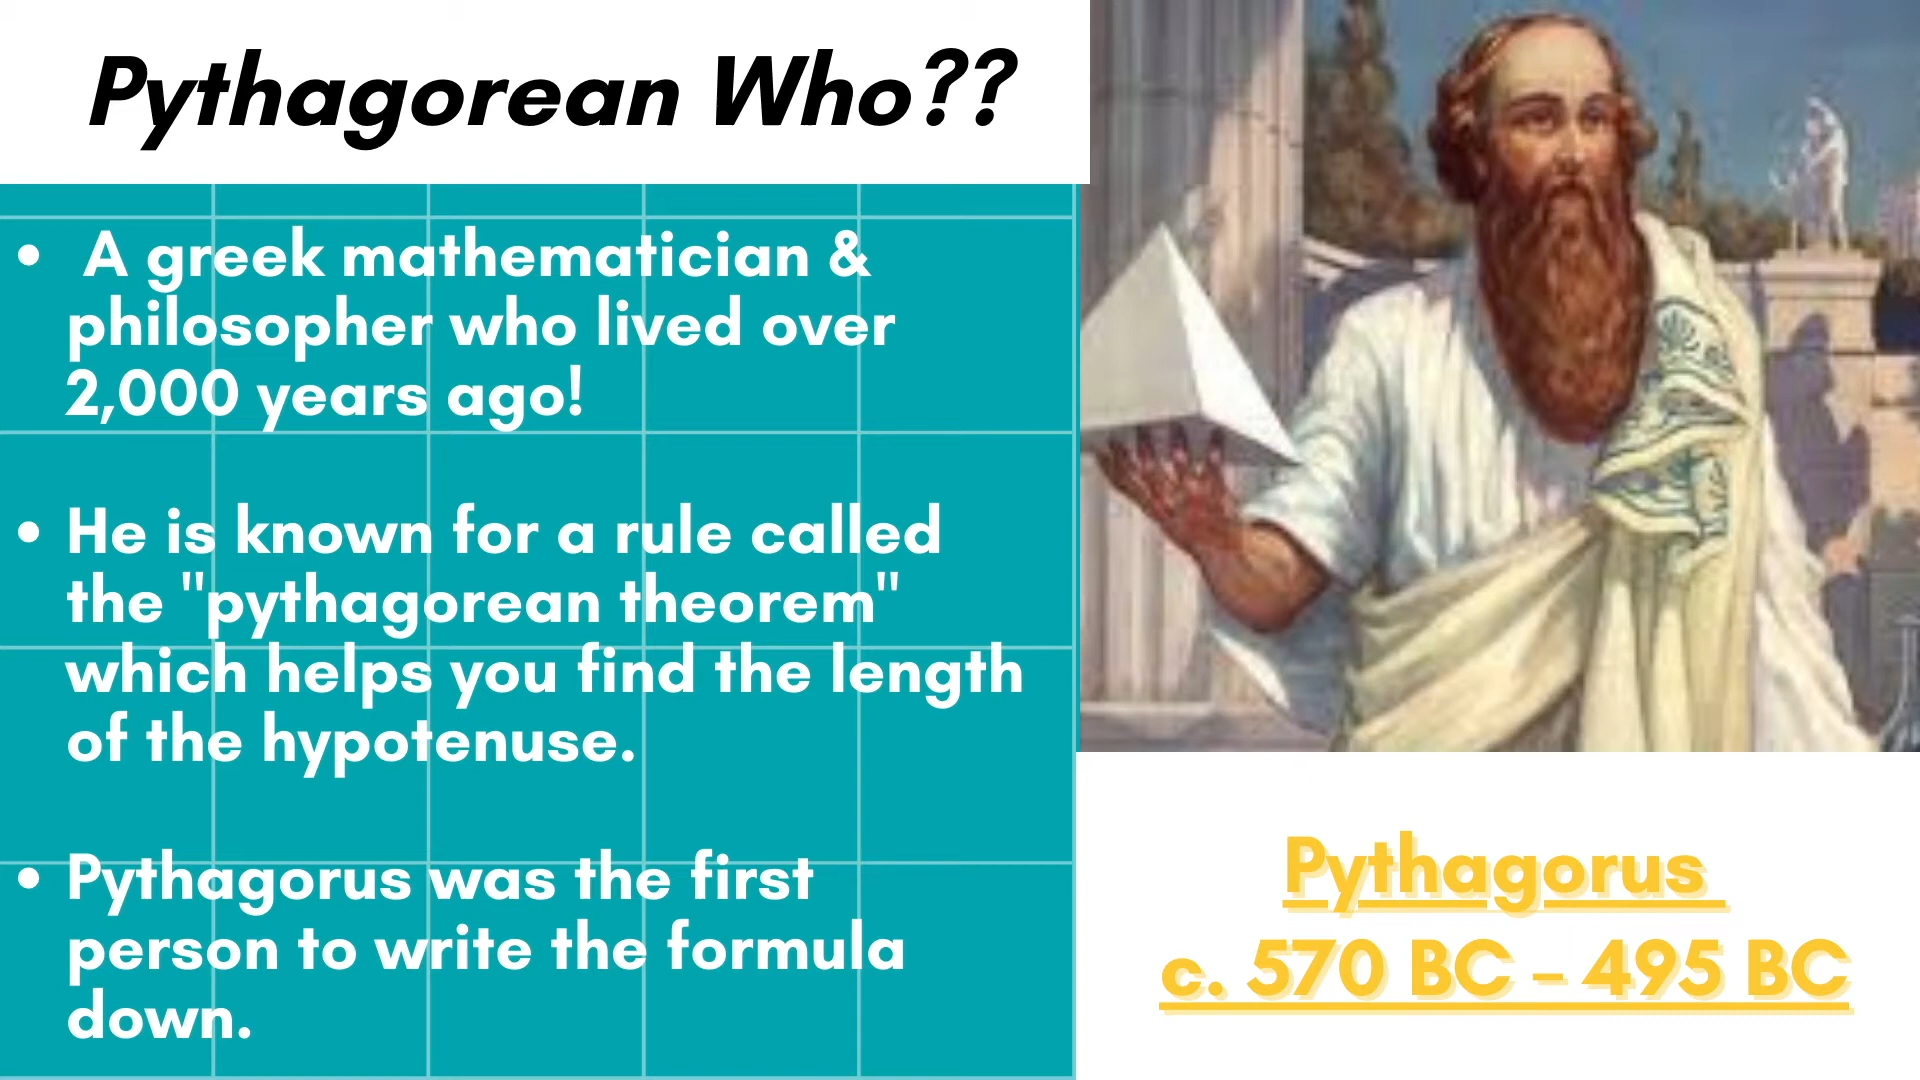 Pythagorean Who??
• A greek mathematician &
philosopher who lived over
2,000 years ago!
• He is known for a rule called
the "pythagorean theorem"
which helps you find the length
of the hypotenuse.
• Pythagorus was the first
person to write the formula
down.
Pythagorus
c. 570 BC – 495 BC